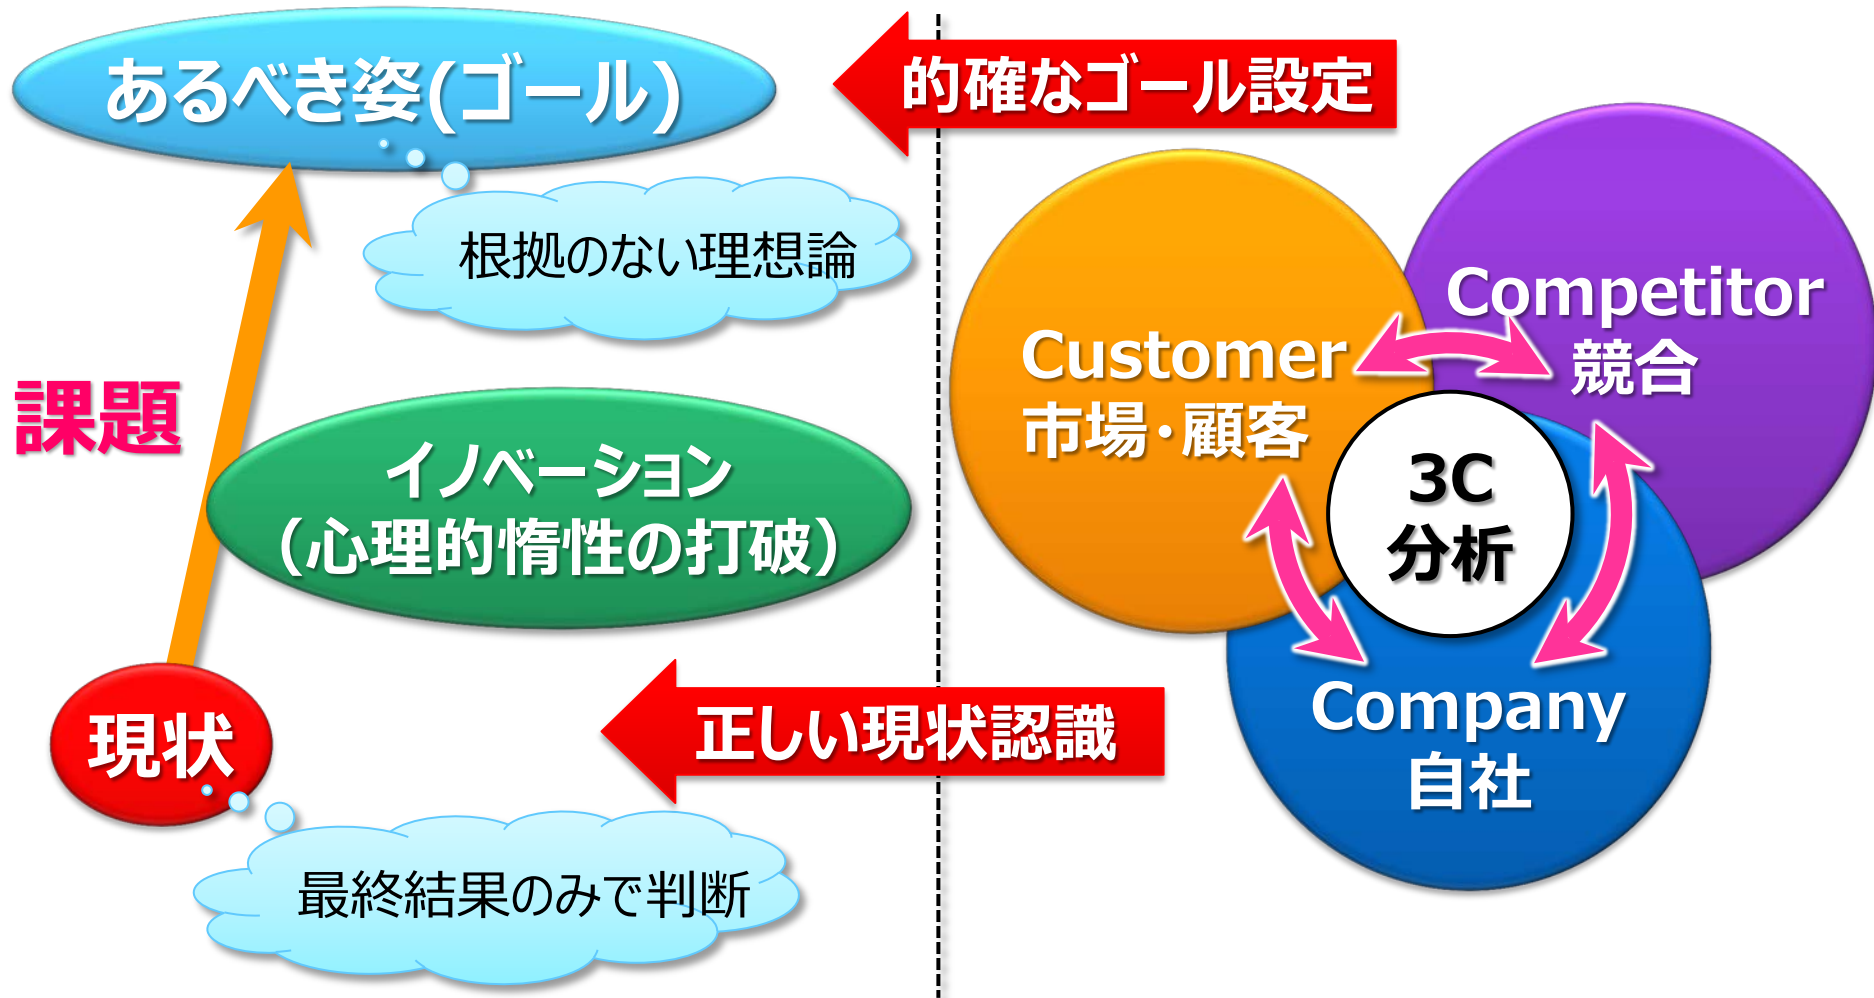 あるべき姿(ゴール)
的確なゴール設定
根拠のない理想論
Competitor
競合
Customer
市場・顧客
課題
イノベーション
（心理的惰性の打破）
3C
分析
正しい現状認識
Company
自社
現状
最終結果のみで判断